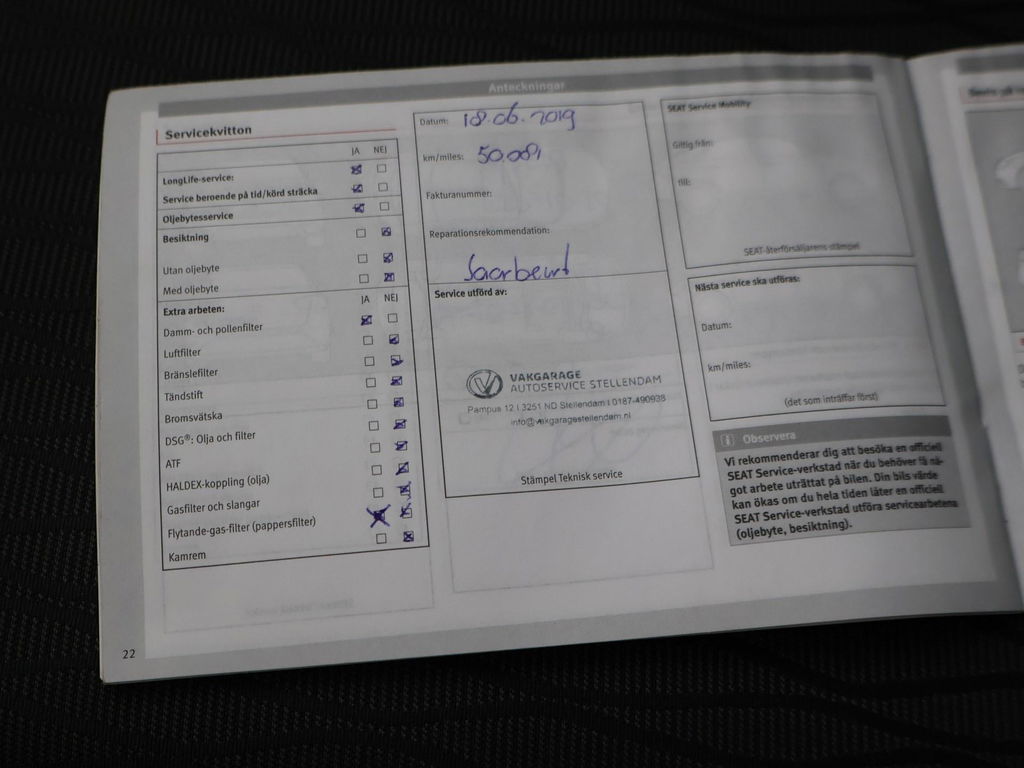 Anteckningar
Servicekvitton
JA NEJ
LongLife-service:
Service beroende på tid/körd sträcka
Oljebytesservice
Besiktning
Utan oljebyte
Med oljebyte
Extra arbeten: JA NEJ
Damm- och pollenfilter
Luftfilter
Bränslefilter
Tändstift
Bromsvätska
DSG®: Olja och filter
ATF
HALDEX-koppling (olja)
Gasfilter och slangar
Flytande-gas-filter (pappersfilter)
Kamrem
22
Datum: 18-06-2019
km/miles: 50.081
Fakturanummer:
Reparationsrekommendation:
Service utförd av:
VAKGARAGE
AUTOSERVICE STELLENDAM
Pampus 12 I 3251 ND Stellendam I 0187-490938
info@vakgaragestellendam.nl
Stämpel Teknisk service
SEAT Service Mobility
Giltig från:
till:
SEAT-återförsäljarens stämpel
Nästa service ska utföras:
Datum:
km/miles:
(det som inträffar först)
i Observera
Vi rekommenderar dig att besöka en officiell
SEAT Service-verkstad när du behöver få nå-
got arbete uträttat på bilen. Din bils värde
kan ökas om du hela tiden låter en officiell
SEAT Service-verkstad utföra servicearbetena
(oljebyte, besiktning).